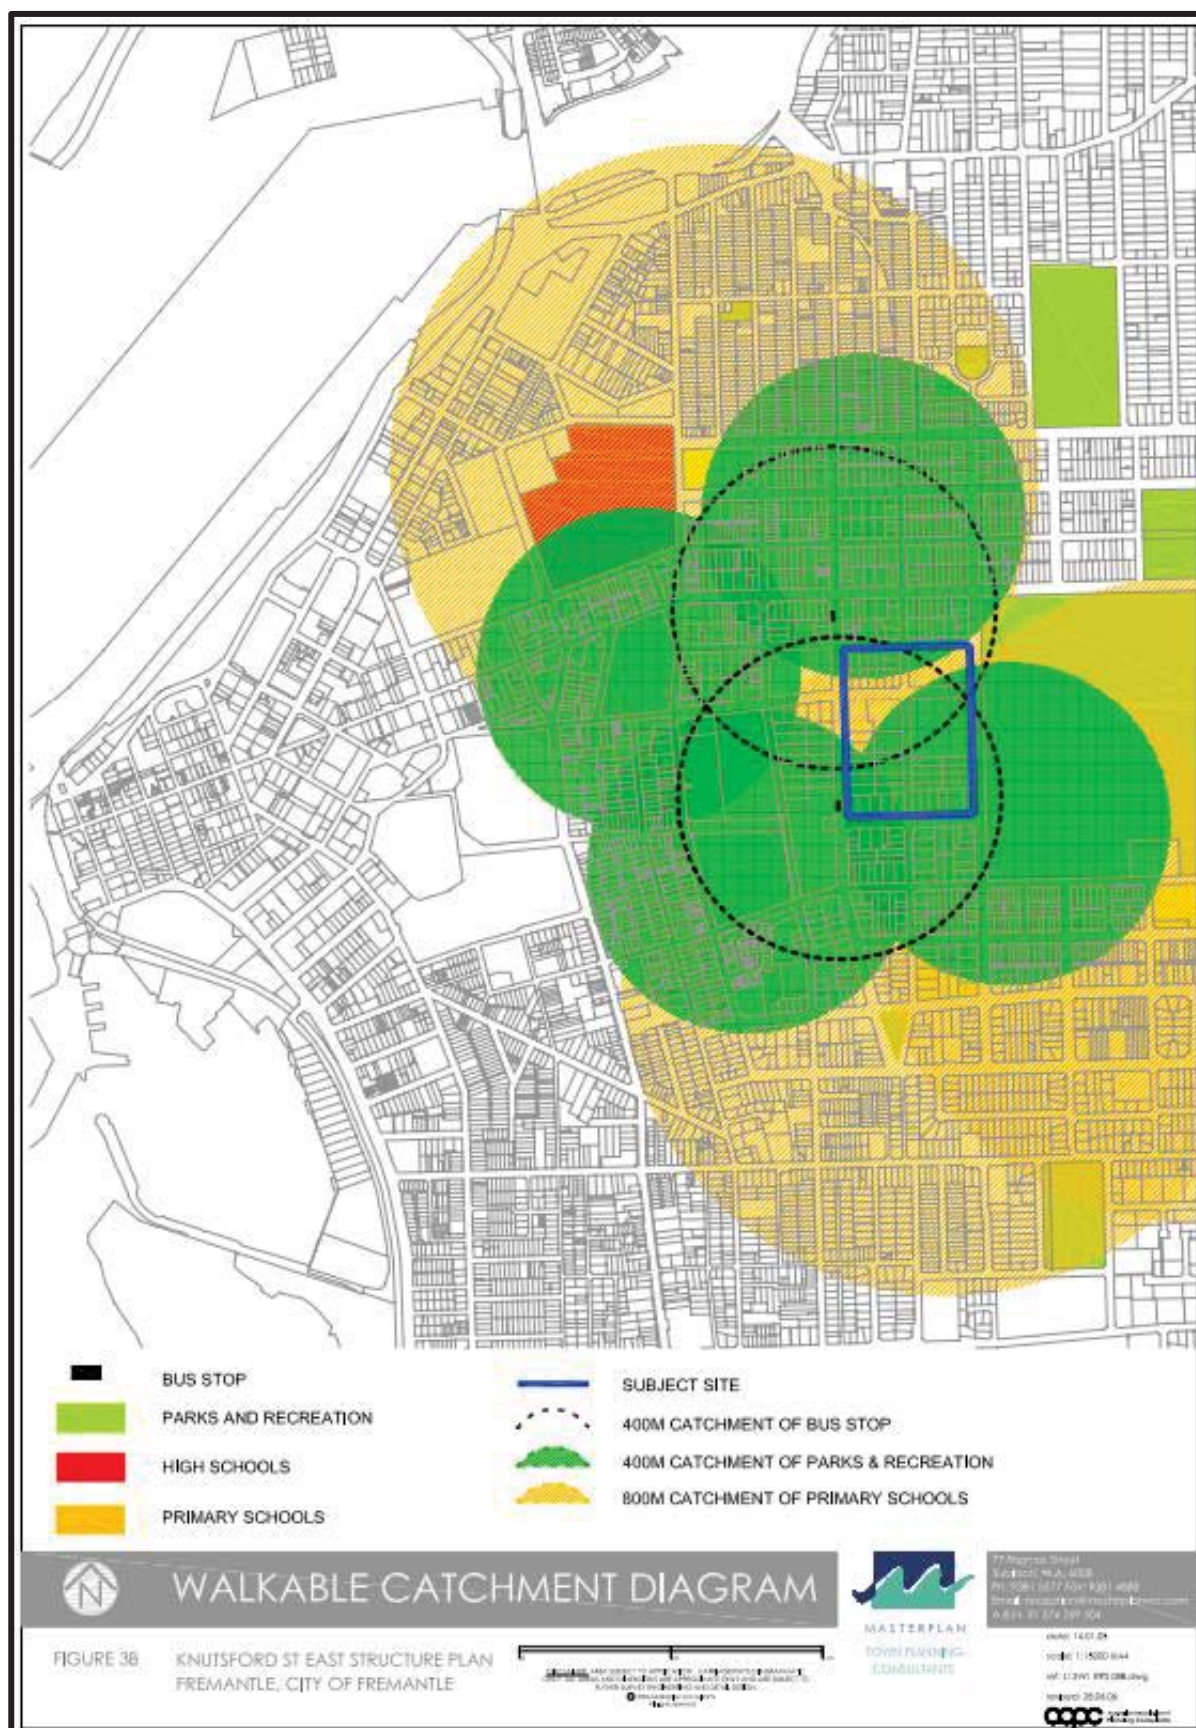 BUS STOP
PARKS AND RECREATION
HIGH SCHOOLS
PRIMARY SCHOOLS
SUBJECT SITE
400M CATCHMENT OF BUS STOP
400M CATCHMENT OF PARKS & RECREATION
800M CATCHMENT OF PRIMARY SCHOOLS
N
WALKABLE CATCHMENT DIAGRAM
FIGURE 3B
KNUTSFORD ST EAST STRUCTURE PLAN
FREMANTLE, CITY OF FREMANTLE
MASTERPLAN
TOWN PLANNING
CONSULTANTS